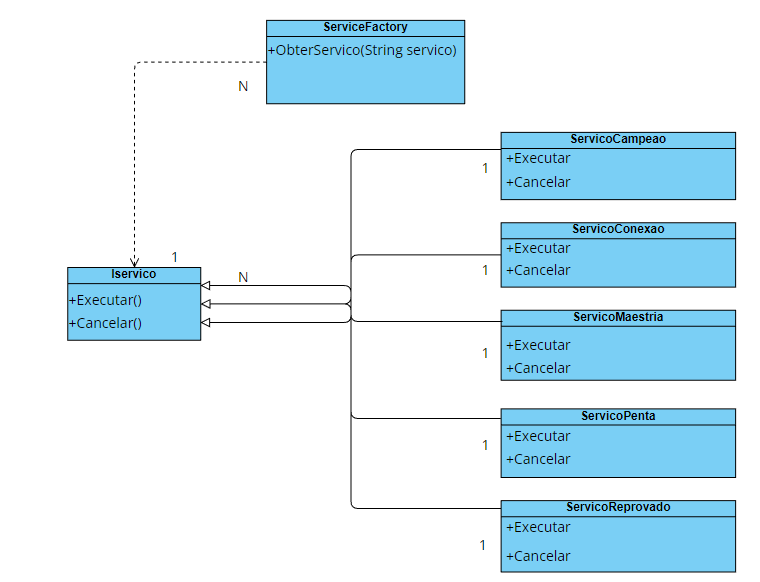 ServiceFactory
+ObterServico(String servico)
N
ServicoCampeao
+Executar
+Cancelar
1
ServicoConexao
+Executar
+Cancelar
1
1
Iservico
+Executar()
+Cancelar()
N
ServicoMaestria
+Executar
+Cancelar
1
ServicoPenta
+Executar
+Cancelar
1
ServicoReprovado
+Executar
+Cancelar
1